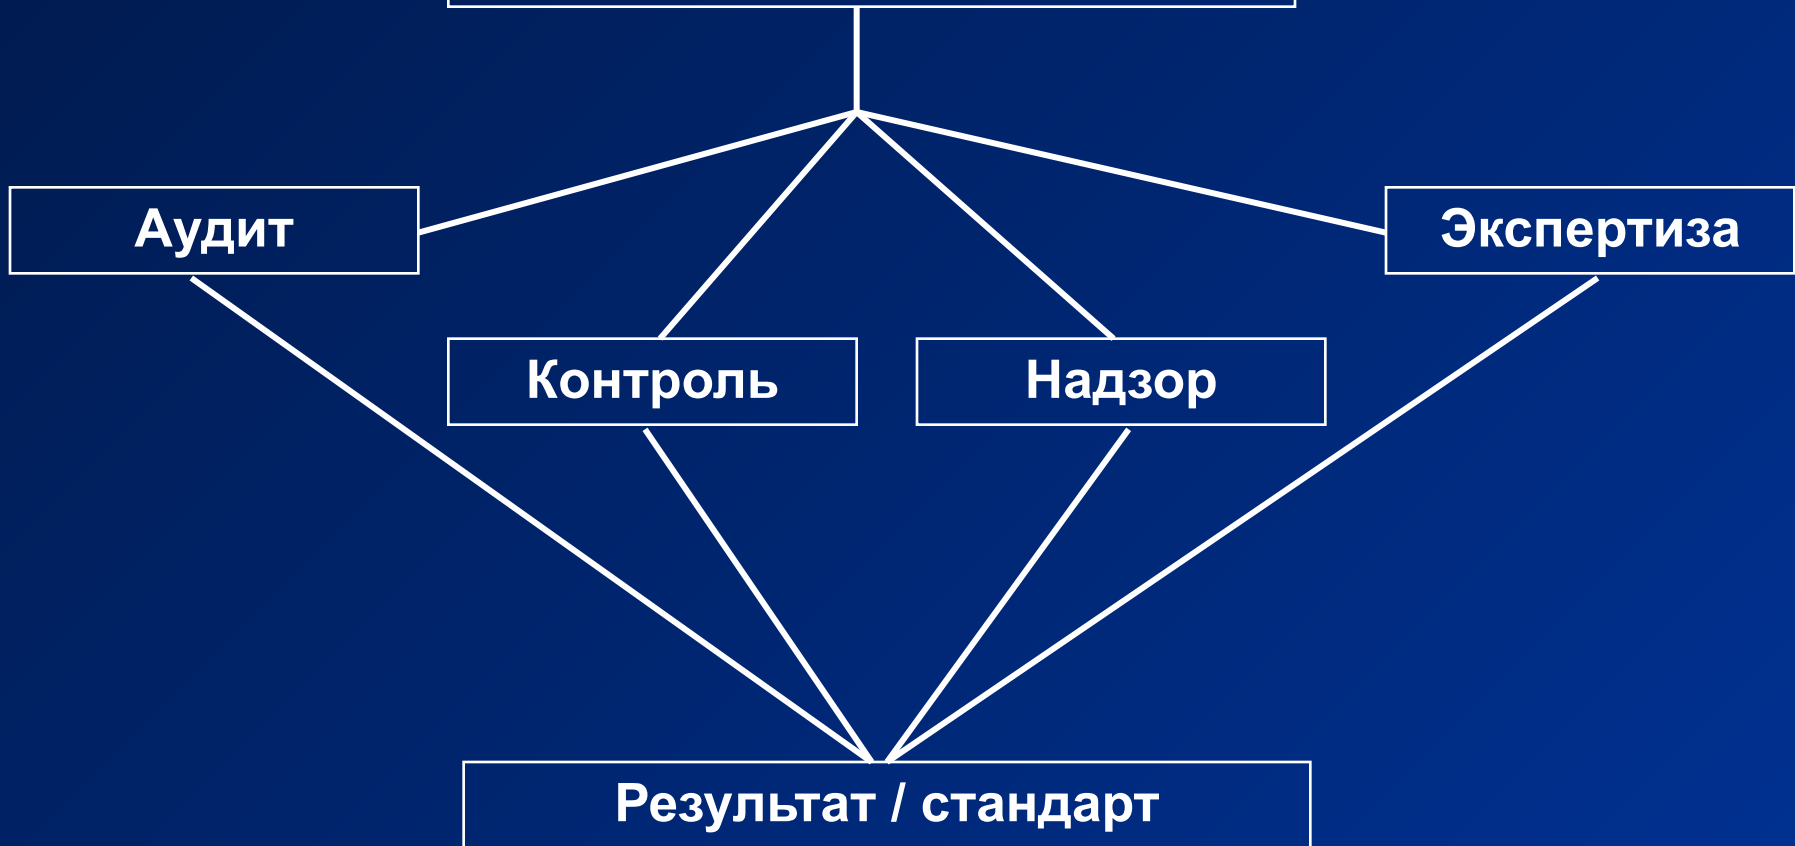 Аудит
Экспертиза
Контроль
Надзор
Результат / стандарт